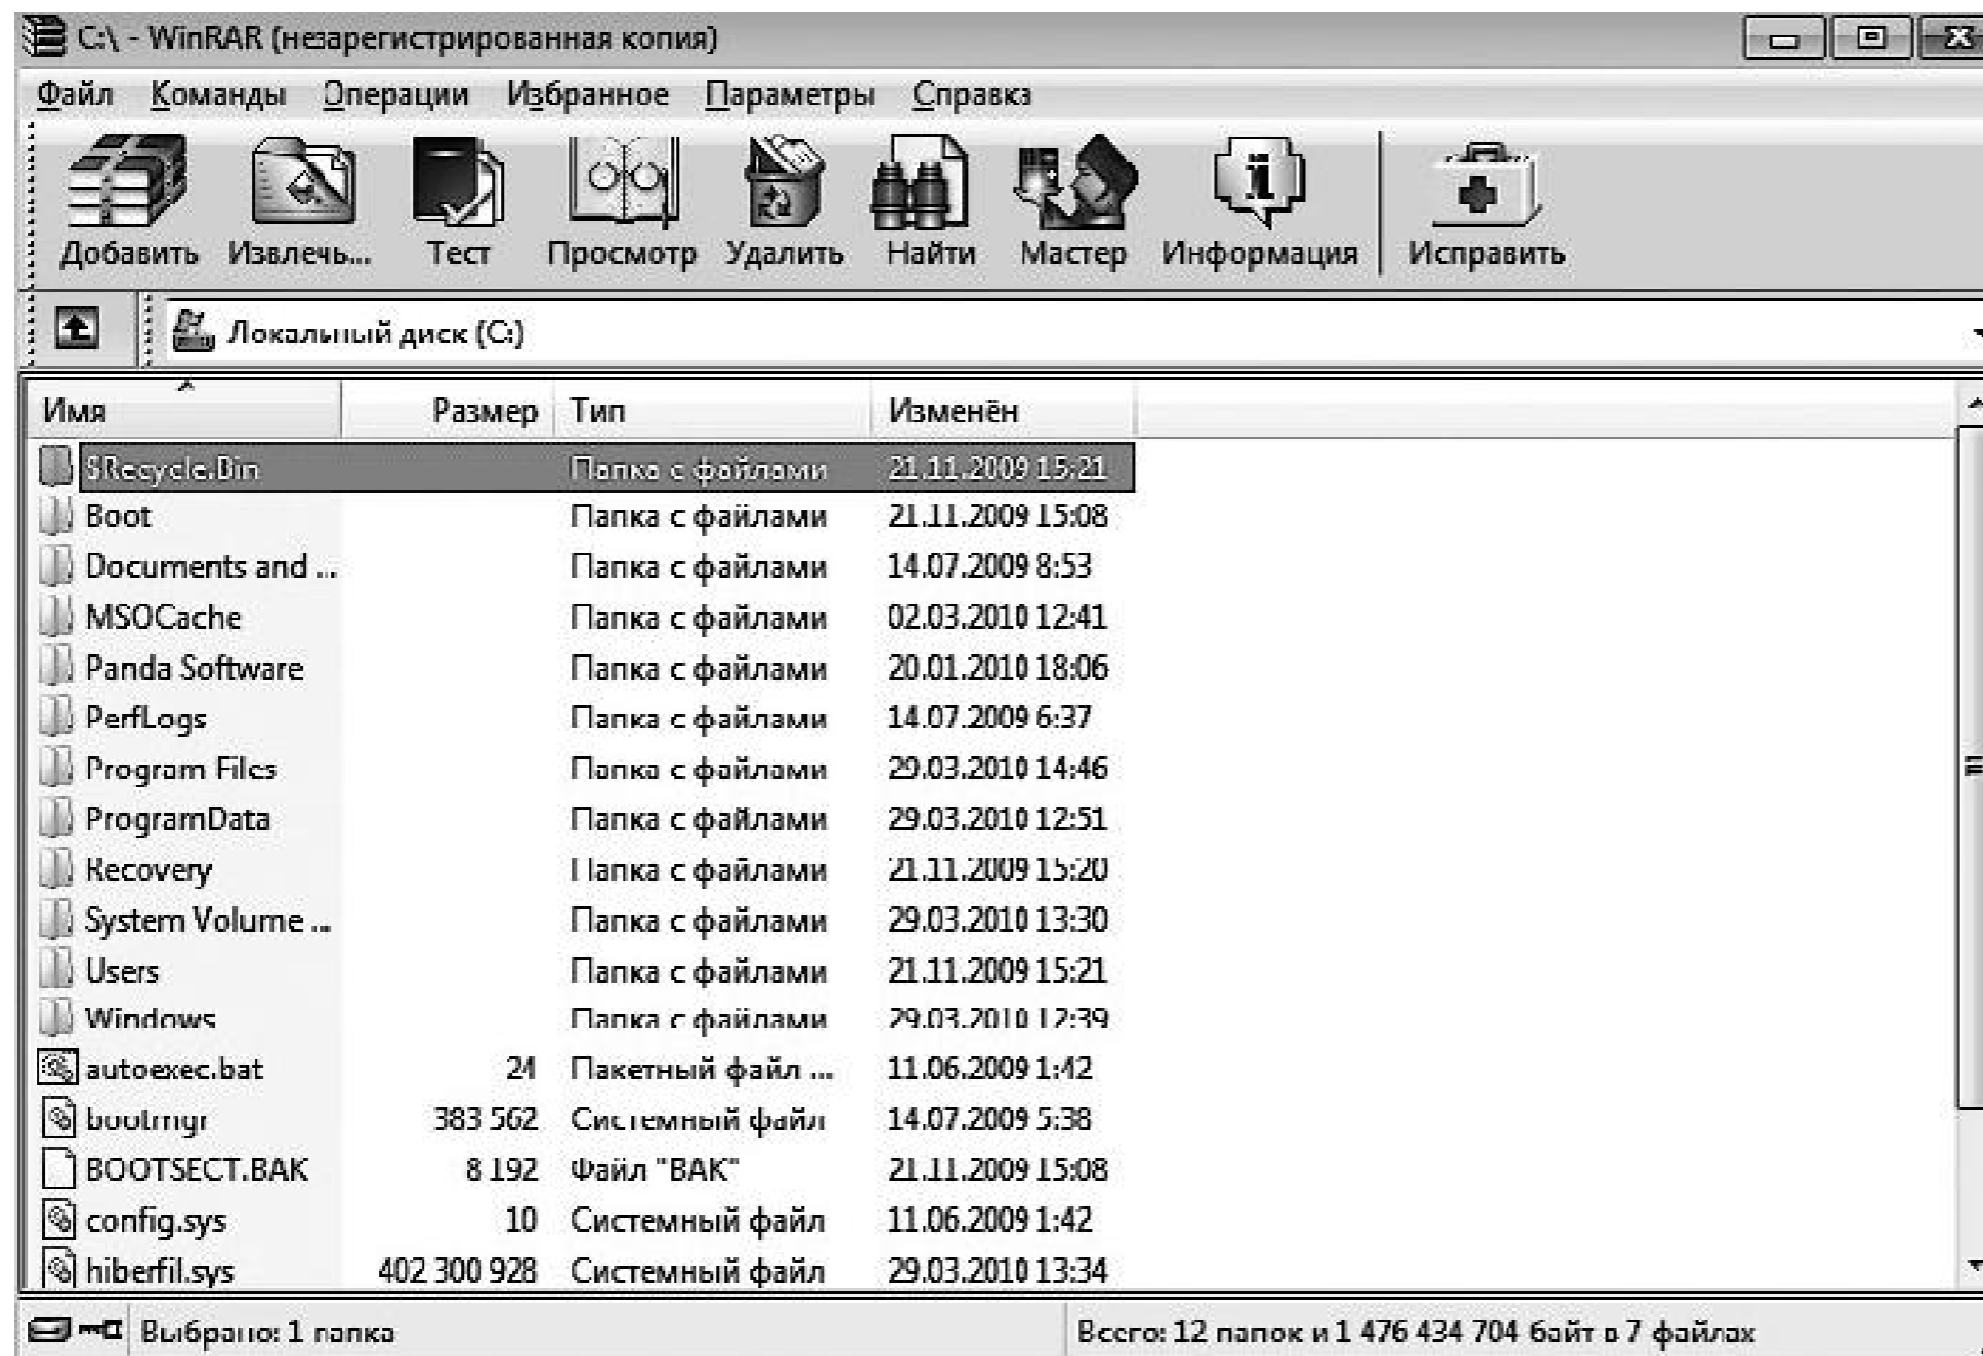 C:\ - WinRAR (незарегистрированная копия)
Файл Команды Операции Избранное Параметры Справка
Добавить Извлечь... Тест Просмотр Удалить Найти Мастер Информация Исправить
Локальный диск (C:)
Имя Размер Тип Изменён
$Recycle.Bin Папка с файлами 21.11.2009 15:21
Boot Папка с файлами 21.11.2009 15:08
Documents and ... Папка с файлами 14.07.2009 8:53
MSOCache Папка с файлами 02.03.2010 12:41
Panda Software Папка с файлами 20.01.2010 18:06
PerfLogs Папка с файлами 14.07.2009 6:37
Program Files Папка с файлами 29.03.2010 14:46
ProgramData Папка с файлами 29.03.2010 12:51
Recovery Папка с файлами 21.11.2009 15:20
System Volume ... Папка с файлами 29.03.2010 13:30
Users Папка с файлами 21.11.2009 15:21
Windows Папка с файлами 29.03.2010 12:39
autoexec.bat 24 Пакетный файл ... 11.06.2009 1:42
bootmgr 383 562 Системный файл 14.07.2009 5:38
BOOTSECT.BAK 8 192 Файл "BAK" 21.11.2009 15:08
config.sys 10 Системный файл 11.06.2009 1:42
hiberfil.sys 402 300 928 Системный файл 29.03.2010 13:34
Выбрано: 1 папка Всего: 12 папок и 1 476 434 704 байт в 7 файлах